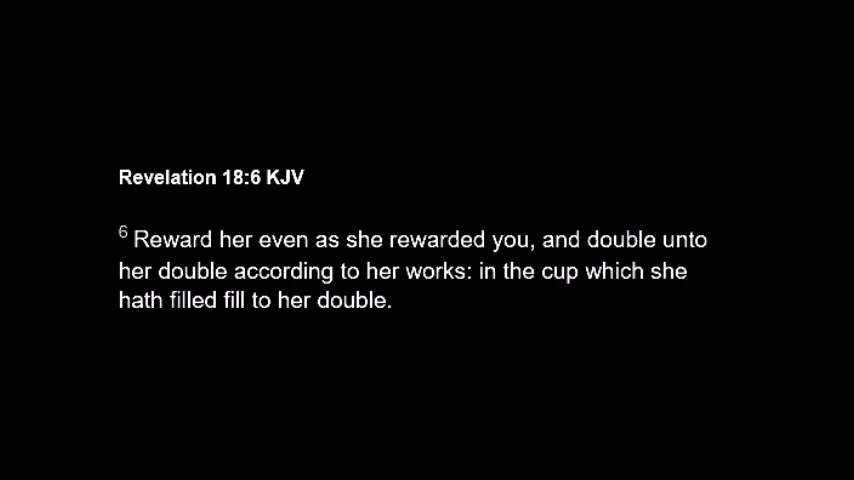 Revelation 18:6 KJV
6 Reward her even as she rewarded you, and double unto
her double according to her works: in the cup which she
hath filled fill to her double.